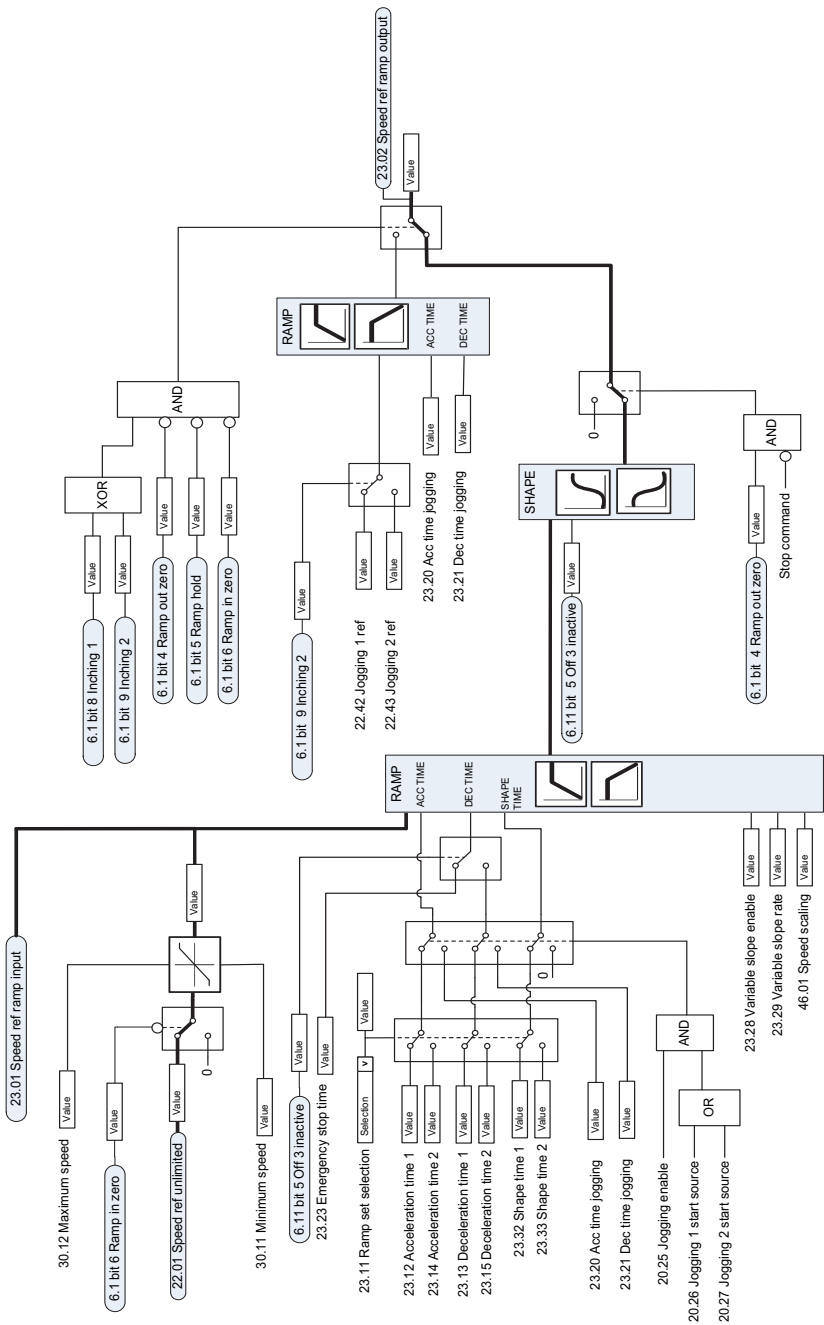 23.01 Speed ref ramp input
30.12 Maximum speed
Value
6.1 bit 6 Ramp in zero
Value
22.01 Speed ref unlimited
Value
0
Value
30.11 Minimum speed
Value
6.11 bit 5 Off 3 inactive
Value
23.23 Emergency stop time
Value
23.11 Ramp set selection
Selection
v
Value
23.12 Acceleration time 1
Value
23.14 Acceleration time 2
Value
23.13 Deceleration time 1
Value
23.15 Deceleration time 2
Value
23.32 Shape time 1
Value
23.33 Shape time 2
Value
0
23.20 Acc time jogging
Value
23.21 Dec time jogging
Value
20.25 Jogging enable
AND
20.26 Jogging 1 start source
20.27 Jogging 2 start source
OR
RAMP
ACC TIME
DEC TIME
SHAPE
TIME
23.28 Variable slope enable
Value
23.29 Variable slope rate
Value
46.01 Speed scaling
Value
6.1 bit 8 Inching 1
Value
6.1 bit 9 Inching 2
Value
XOR
6.1 bit 4 Ramp out zero
Value
6.1 bit 5 Ramp hold
Value
6.1 bit 6 Ramp in zero
Value
AND
6.1 bit 9 Inching 2
Value
22.42 Jogging 1 ref
Value
22.43 Jogging 2 ref
Value
23.20 Acc time jogging
Value
23.21 Dec time jogging
Value
RAMP
ACC TIME
DEC TIME
6.11 bit 5 Off 3 inactive
SHAPE
0
6.1 bit 4 Ramp out zero
Value
AND
Stop command
23.02 Speed ref ramp output
Value